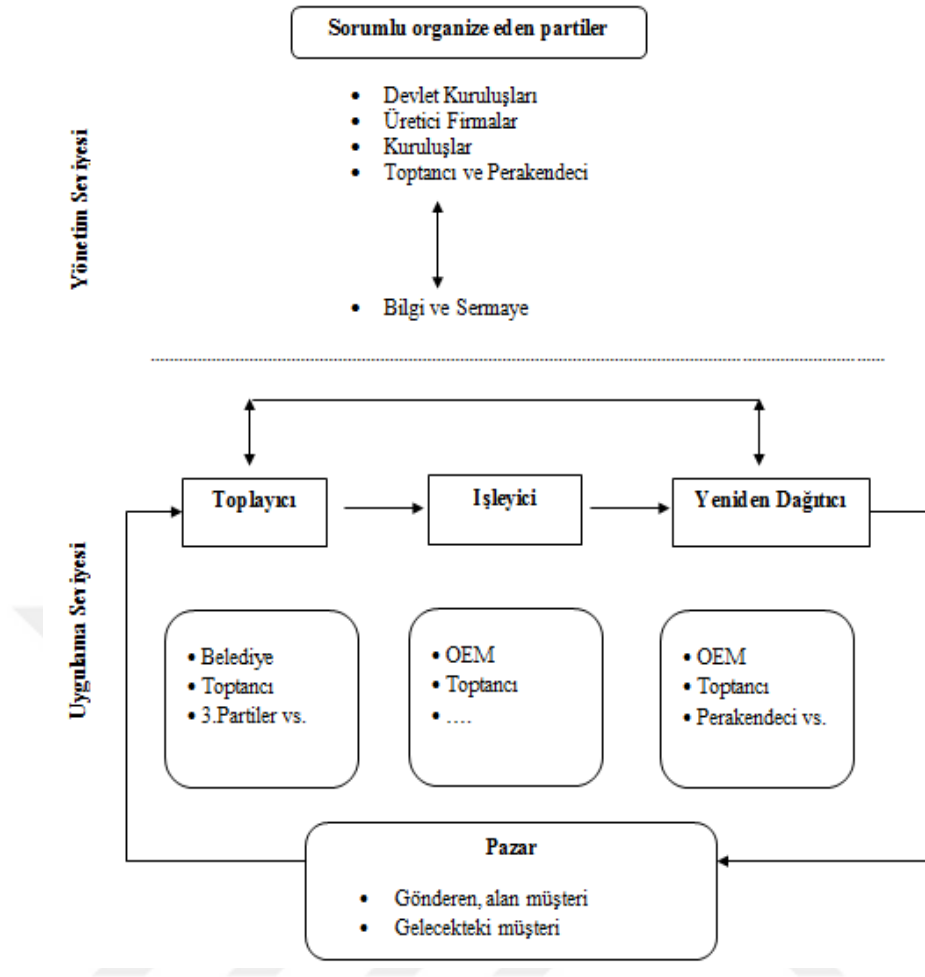 Sorumlu organize eden partiler
• Devlet Kuruluşları
• Üretici Firmalar
• Kuruluşlar
• Toptancı ve Perakendeci
Yönetim Seviyesi
• Bilgi ve Sermaye
Toplayıcı
Işleyici
Yeniden Dağıtıcı
Uygulama Seviyesi
• Belediye
• Toptancı
• 3.Partiler vs.
• OEM
• Toptancı
• ….
• OEM
• Toptancı
• Perakendeci vs.
Pazar
• Gönderen, alan müşteri
• Gelecekteki müşteri